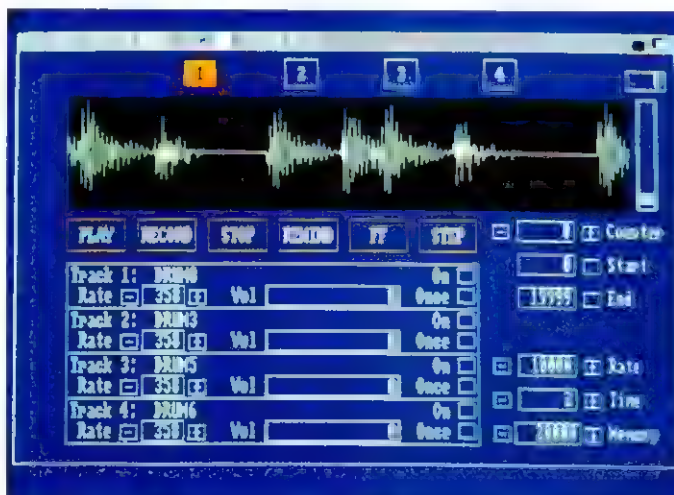 1 2 3 4
PLAY RECORD STOP REWIND FF STEP
Counter
0 Start
19999 End
Track 1: On
Rate 358 Vol Once
Track 2: DRUM3 On
Rate 358 Vol Once
Track 3: DRUM5 On
Rate 358 Vol Once
Track 4: DRUM6 On
Rate 358 Vol Once
Rate
Time
Memory